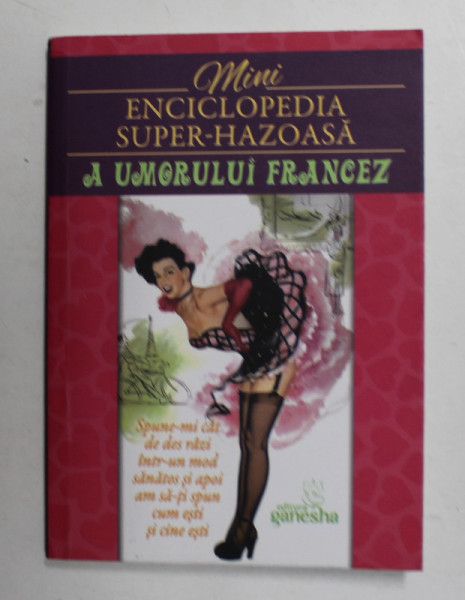 Mini
ENCICLOPEDIA
SUPER-HAZOASĂ
A UMORULUI FRANCEZ
Spune-mi cât
de des râzi
într-un mod
sănătos și apoi
am să-ți spun
cum ești
și cine ești
editura
ganesha